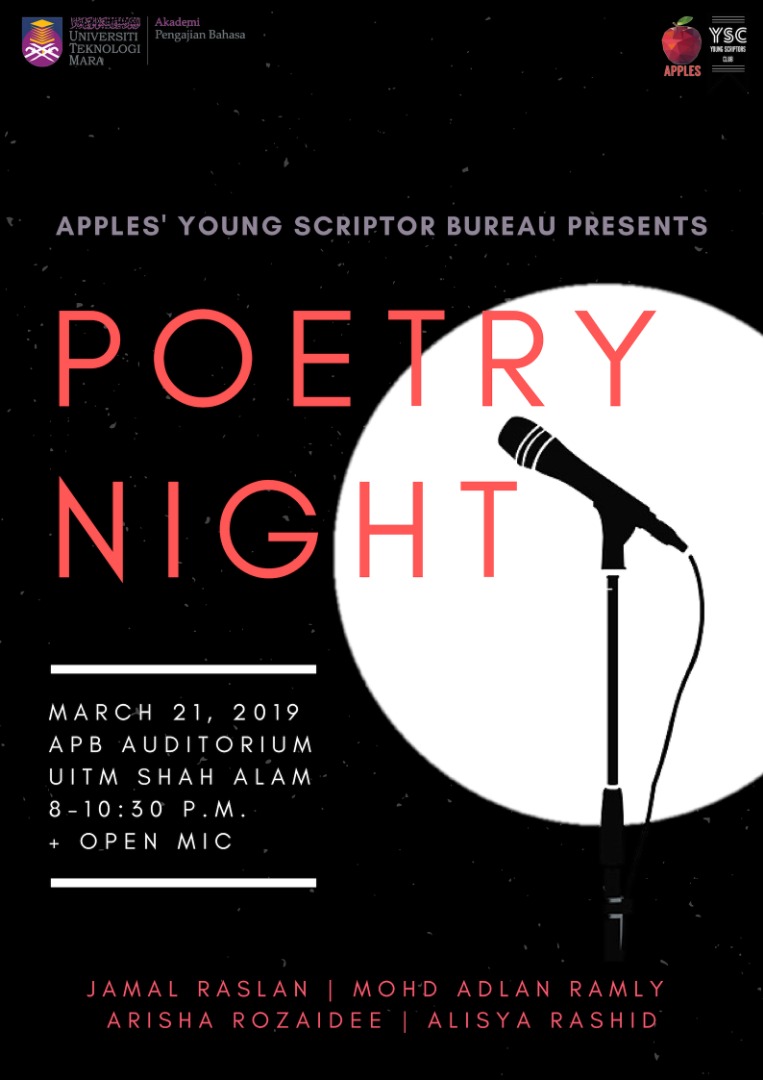 UNIVERSITI
TEKNOLOGI
MARA
Akademi
Pengajian Bahasa
APPLES
YSC
YOUNG SCRIPTORS
CLUB
APPLES' YOUNG SCRIPTOR BUREAU PRESENTS
POETRY
NIGHT
MARCH 21, 2019
APB AUDITORIUM
UITM SHAH ALAM
8-10:30 P.M.
+ OPEN MIC
JAMAL RASLAN | MOHD ADLAN RAMLY
ARISHA ROZAIDEE | ALISYA RASHID